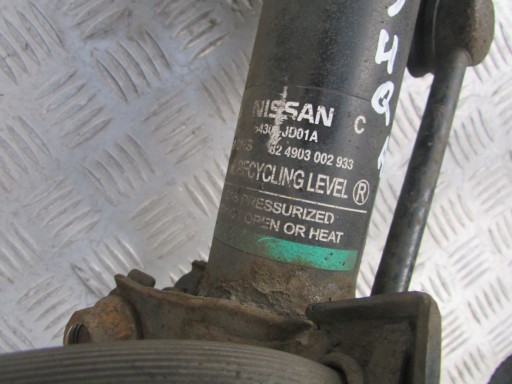 NISSAN C
JD01A
82 4903 002 933
RECYCLING LEVEL ®
PRESSURIZED
OPEN OR HEAT